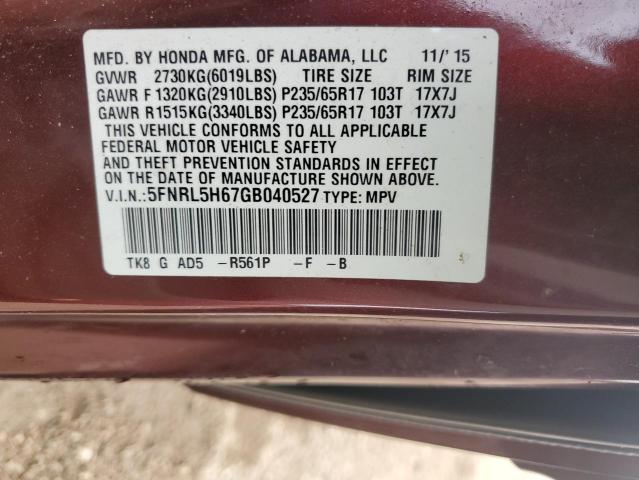 MFD. BY HONDA MFG. OF ALABAMA, LLC 11/'15
GVWR 2730KG(6019LBS) TIRE SIZE RIM SIZE
GAWR F 1320KG(2910LBS) P235/65R17 103T 17X7J
GAWR R1515KG(3340LBS) P235/65R17 103T 17X7J
THIS VEHICLE CONFORMS TO ALL APPLICABLE
FEDERAL MOTOR VEHICLE SAFETY
AND THEFT PREVENTION STANDARDS IN EFFECT
ON THE DATE OF MANUFACTURE SHOWN ABOVE.
V.I.N.:5FNRL5H67GB040527 TYPE: MPV
TK8 G AD5 -R561P -F -B